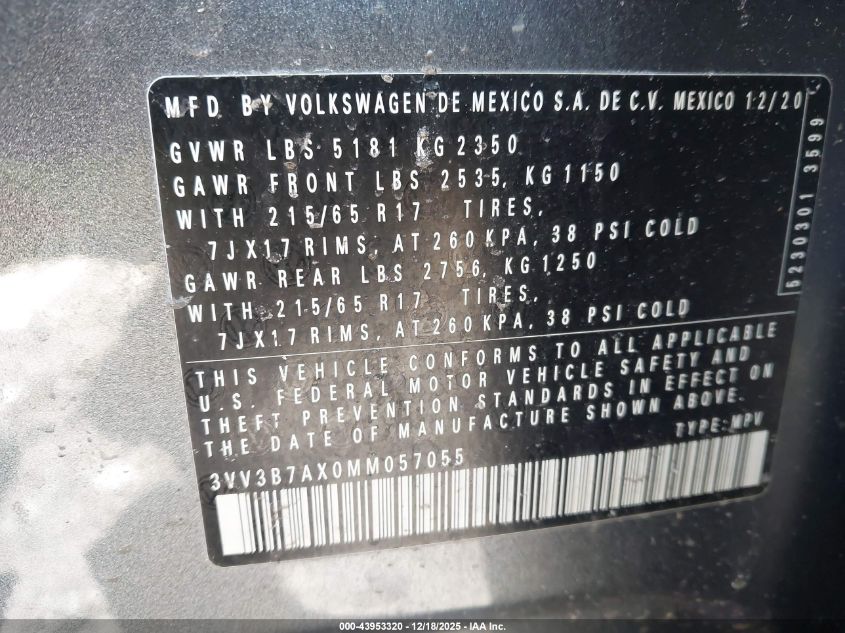 MFD BY VOLKSWAGEN DE MEXICO S.A. DE C.V. MEXICO 12/20
GVWR LBS 5181 KG 2350
GAWR FRONT LBS 2535, KG 1150
WITH 215/65 R17 TIRES,
7JX17 RIMS, AT 260 KPA, 38 PSI COLD
GAWR REAR LBS 2756, KG 1250
WITH 215/65 R17 TIRES,
7JX17 RIMS, AT 260 KPA, 38 PSI COLD
5230301 3599
THIS VEHICLE CONFORMS TO ALL APPLICABLE
U.S. FEDERAL MOTOR VEHICLE SAFETY AND
THEFT PREVENTION STANDARDS IN EFFECT ON
THE DATE OF MANUFACTURE SHOWN ABOVE.
TYPE: MPV
3VV3B7AX0MM057055
000-43953320 - 12/18/2025 - IAA Inc.